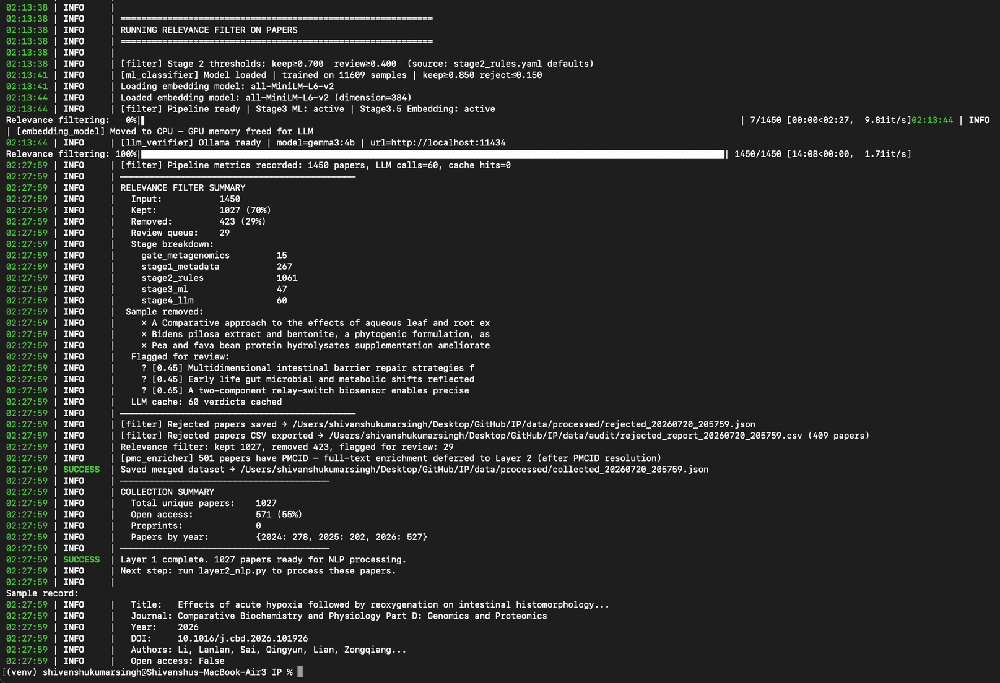 02:13:38 | INFO     |
02:13:38 | INFO     | ============================================================
02:13:38 | INFO     | RUNNING RELEVANCE FILTER ON PAPERS
02:13:38 | INFO     | ============================================================
02:13:38 | INFO     |
02:13:38 | INFO     | [filter] Stage 2 thresholds: keep≥0.700  review≥0.400  (source: stage2_rules.yaml defaults)
02:13:41 | INFO     | [ml_classifier] Model loaded | trained on 11609 samples | keep≥0.850 reject≤0.150
02:13:41 | INFO     | Loading embedding model: all-MiniLM-L6-v2
02:13:44 | INFO     | Loaded embedding model: all-MiniLM-L6-v2 (dimension=384)
02:13:44 | INFO     | [filter] Pipeline ready | Stage3 ML: active | Stage3.5 Embedding: active
Relevance filtering:   0%|▌ | 7/1450 [00:00<02:27,  9.81it/s]02:13:44 | INFO
| [embedding_model] Moved to CPU — GPU memory freed for LLM
02:13:44 | INFO     | [llm_verifier] Ollama ready | model=gemma3:4b | url=http://localhost:11434
Relevance filtering: 100%|██████████| 1450/1450 [14:08<00:00,  1.71it/s]
02:27:59 | INFO     | [filter] Pipeline metrics recorded: 1450 papers, LLM calls=60, cache hits=0
02:27:59 | INFO     | ─────────────────────────────────────────────
02:27:59 | INFO     | RELEVANCE FILTER SUMMARY
02:27:59 | INFO     |   Input:           1450
02:27:59 | INFO     |   Kept:            1027 (70%)
02:27:59 | INFO     |   Removed:         423 (29%)
02:27:59 | INFO     |   Review queue:    29
02:27:59 | INFO     |   Stage breakdown:
02:27:59 | INFO     |     gate_metagenomics         15
02:27:59 | INFO     |     stage1_metadata           267
02:27:59 | INFO     |     stage2_rules              1061
02:27:59 | INFO     |     stage3_ml                 47
02:27:59 | INFO     |     stage4_llm                60
02:27:59 | INFO     |  Sample removed:
02:27:59 | INFO     |     × A Comparative approach to the effects of aqueous leaf and root ex
02:27:59 | INFO     |     × Bidens pilosa extract and bentonite, a phytogenic formulation, as
02:27:59 | INFO     |     × Pea and fava bean protein hydrolysates supplementation ameliorate
02:27:59 | INFO     |   Flagged for review:
02:27:59 | INFO     |     ? [0.45] Multidimensional intestinal barrier repair strategies f
02:27:59 | INFO     |     ? [0.45] Early life gut microbial and metabolic shifts reflected
02:27:59 | INFO     |     ? [0.65] A two-component relay-switch biosensor enables precise
02:27:59 | INFO     |   LLM cache: 60 verdicts cached
02:27:59 | INFO     | ─────────────────────────────────────────────
02:27:59 | INFO     | [filter] Rejected papers saved → /Users/shivanshukumarsingh/Desktop/GitHub/IP/data/processed/rejected_20260720_205759.json
02:27:59 | INFO     | [filter] Rejected papers CSV exported → /Users/shivanshukumarsingh/Desktop/GitHub/IP/data/audit/rejected_report_20260720_205759.csv (409 papers)
02:27:59 | INFO     | Relevance filter: kept 1027, removed 423, flagged for review: 29
02:27:59 | INFO     | [pmc_enricher] 501 papers have PMCID — full-text enrichment deferred to Layer 2 (after PMCID resolution)
02:27:59 | SUCCESS  | Saved merged dataset → /Users/shivanshukumarsingh/Desktop/GitHub/IP/data/processed/collected_20260720_205759.json
02:27:59 | INFO     | ────────────────────────────────────────
02:27:59 | INFO     | COLLECTION SUMMARY
02:27:59 | INFO     |   Total unique papers:    1027
02:27:59 | INFO     |   Open access:            571 (55%)
02:27:59 | INFO     |   Preprints:              0
02:27:59 | INFO     |   Papers by year:         {2024: 278, 2025: 202, 2026: 527}
02:27:59 | INFO     | ────────────────────────────────────────
02:27:59 | SUCCESS  | Layer 1 complete. 1027 papers ready for NLP processing.
02:27:59 | INFO     | Next step: run layer2_nlp.py to process these papers.
02:27:59 | INFO     |
Sample record:
02:27:59 | INFO     |   Title:   Effects of acute hypoxia followed by reoxygenation on intestinal histomorphology...
02:27:59 | INFO     |   Journal: Comparative Biochemistry and Physiology Part D: Genomics and Proteomics
02:27:59 | INFO     |   Year:    2026
02:27:59 | INFO     |   DOI:     10.1016/j.cbd.2026.101926
02:27:59 | INFO     |   Authors: Li, Lanlan, Sai, Qingyun, Lian, Zongqiang...
02:27:59 | INFO     |   Open access: False
[(venv) shivanshukumarsingh@Shivanshus-MacBook-Air3 IP %